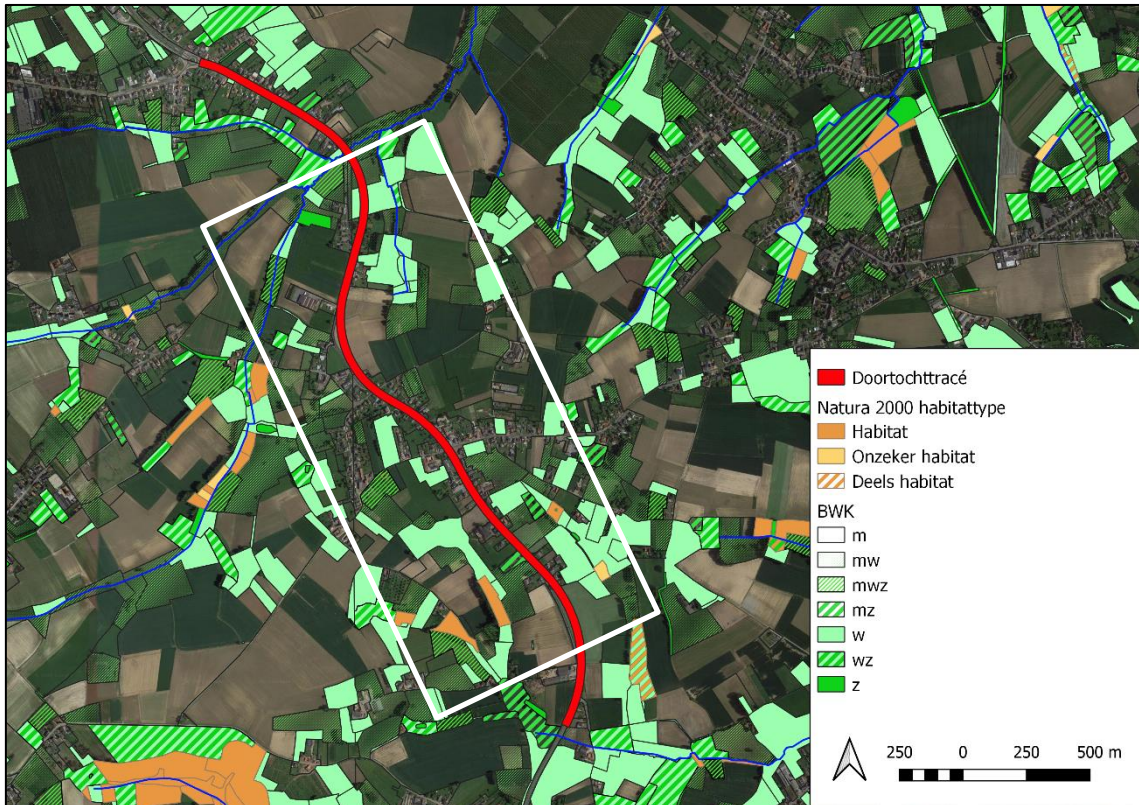 Doortochttracé
Natura 2000 habitattype
Habitat
Onzeker habitat
Deels habitat
BWK
m
mw
mwz
mz
w
wz
z
250 0 250 500 m